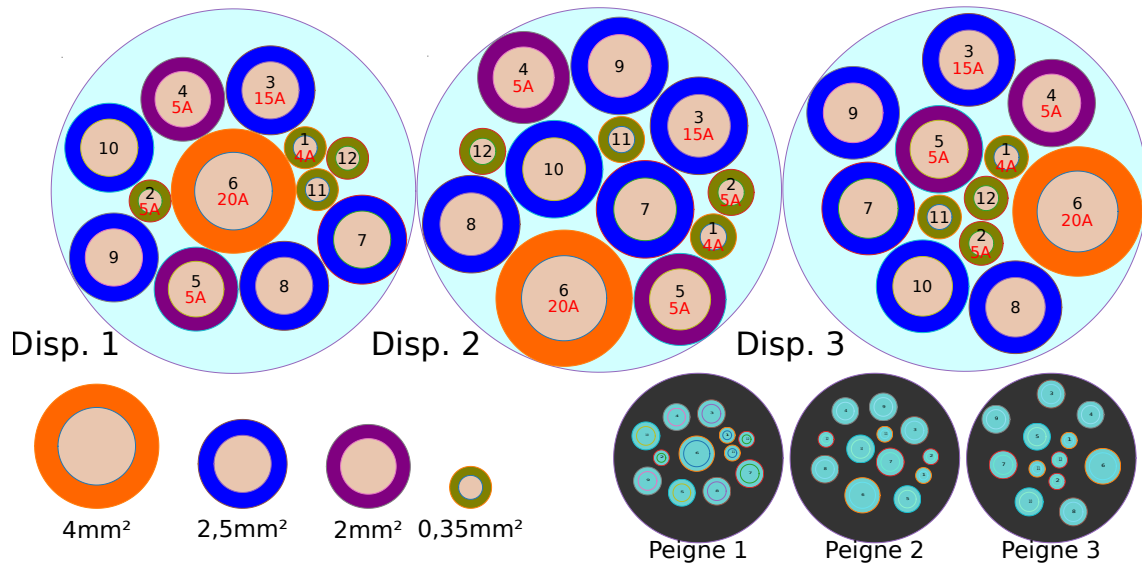 4
5A
3
15A
10
1
4A
12
2
5A
6
20A
11
7
9
5
5A
8
Disp. 1
4
5A
9
3
15A
11
12
10
2
5A
7
8
1
4A
6
20A
5
5A
Disp. 2
3
15A
4
5A
9
5
5A
1
4A
12
6
20A
7
11
2
5A
10
8
Disp. 3
4mm²
2,5mm²
2mm²
0,35mm²
Peigne 1
Peigne 2
Peigne 3